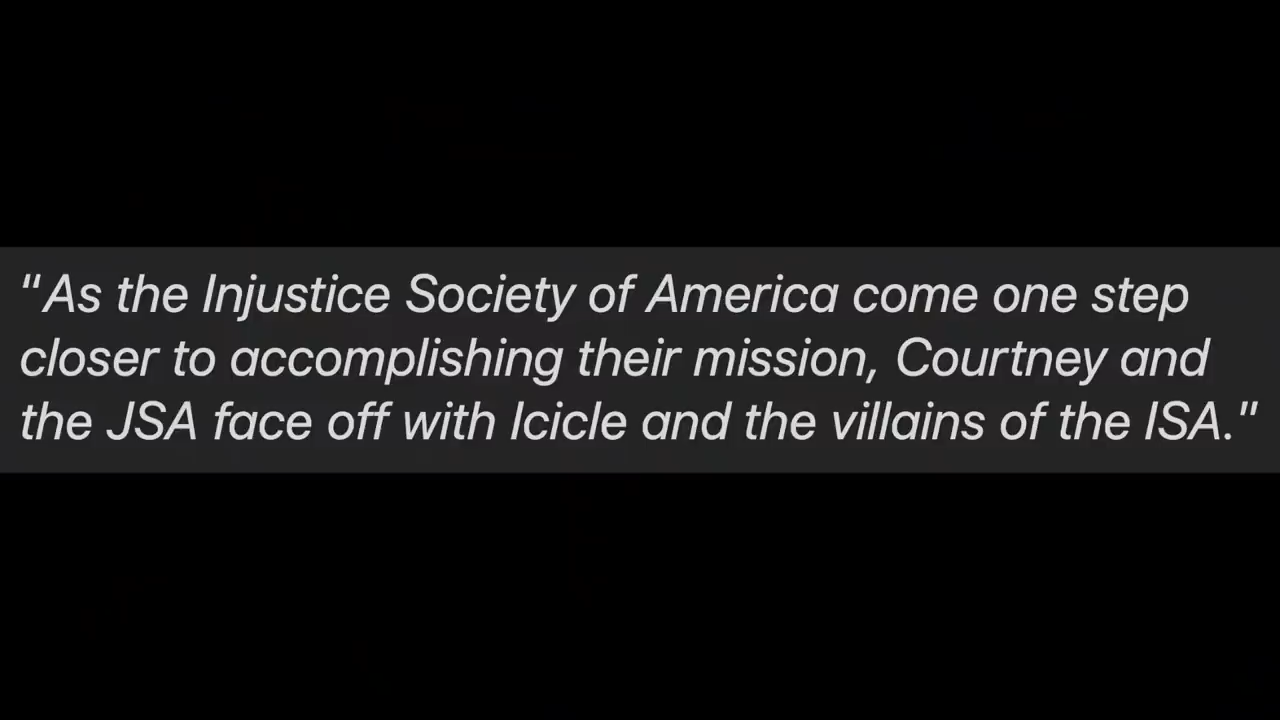 "As the Injustice Society of America come one step
closer to accomplishing their mission, Courtney and
the JSA face off with Icicle and the villains of the ISA."